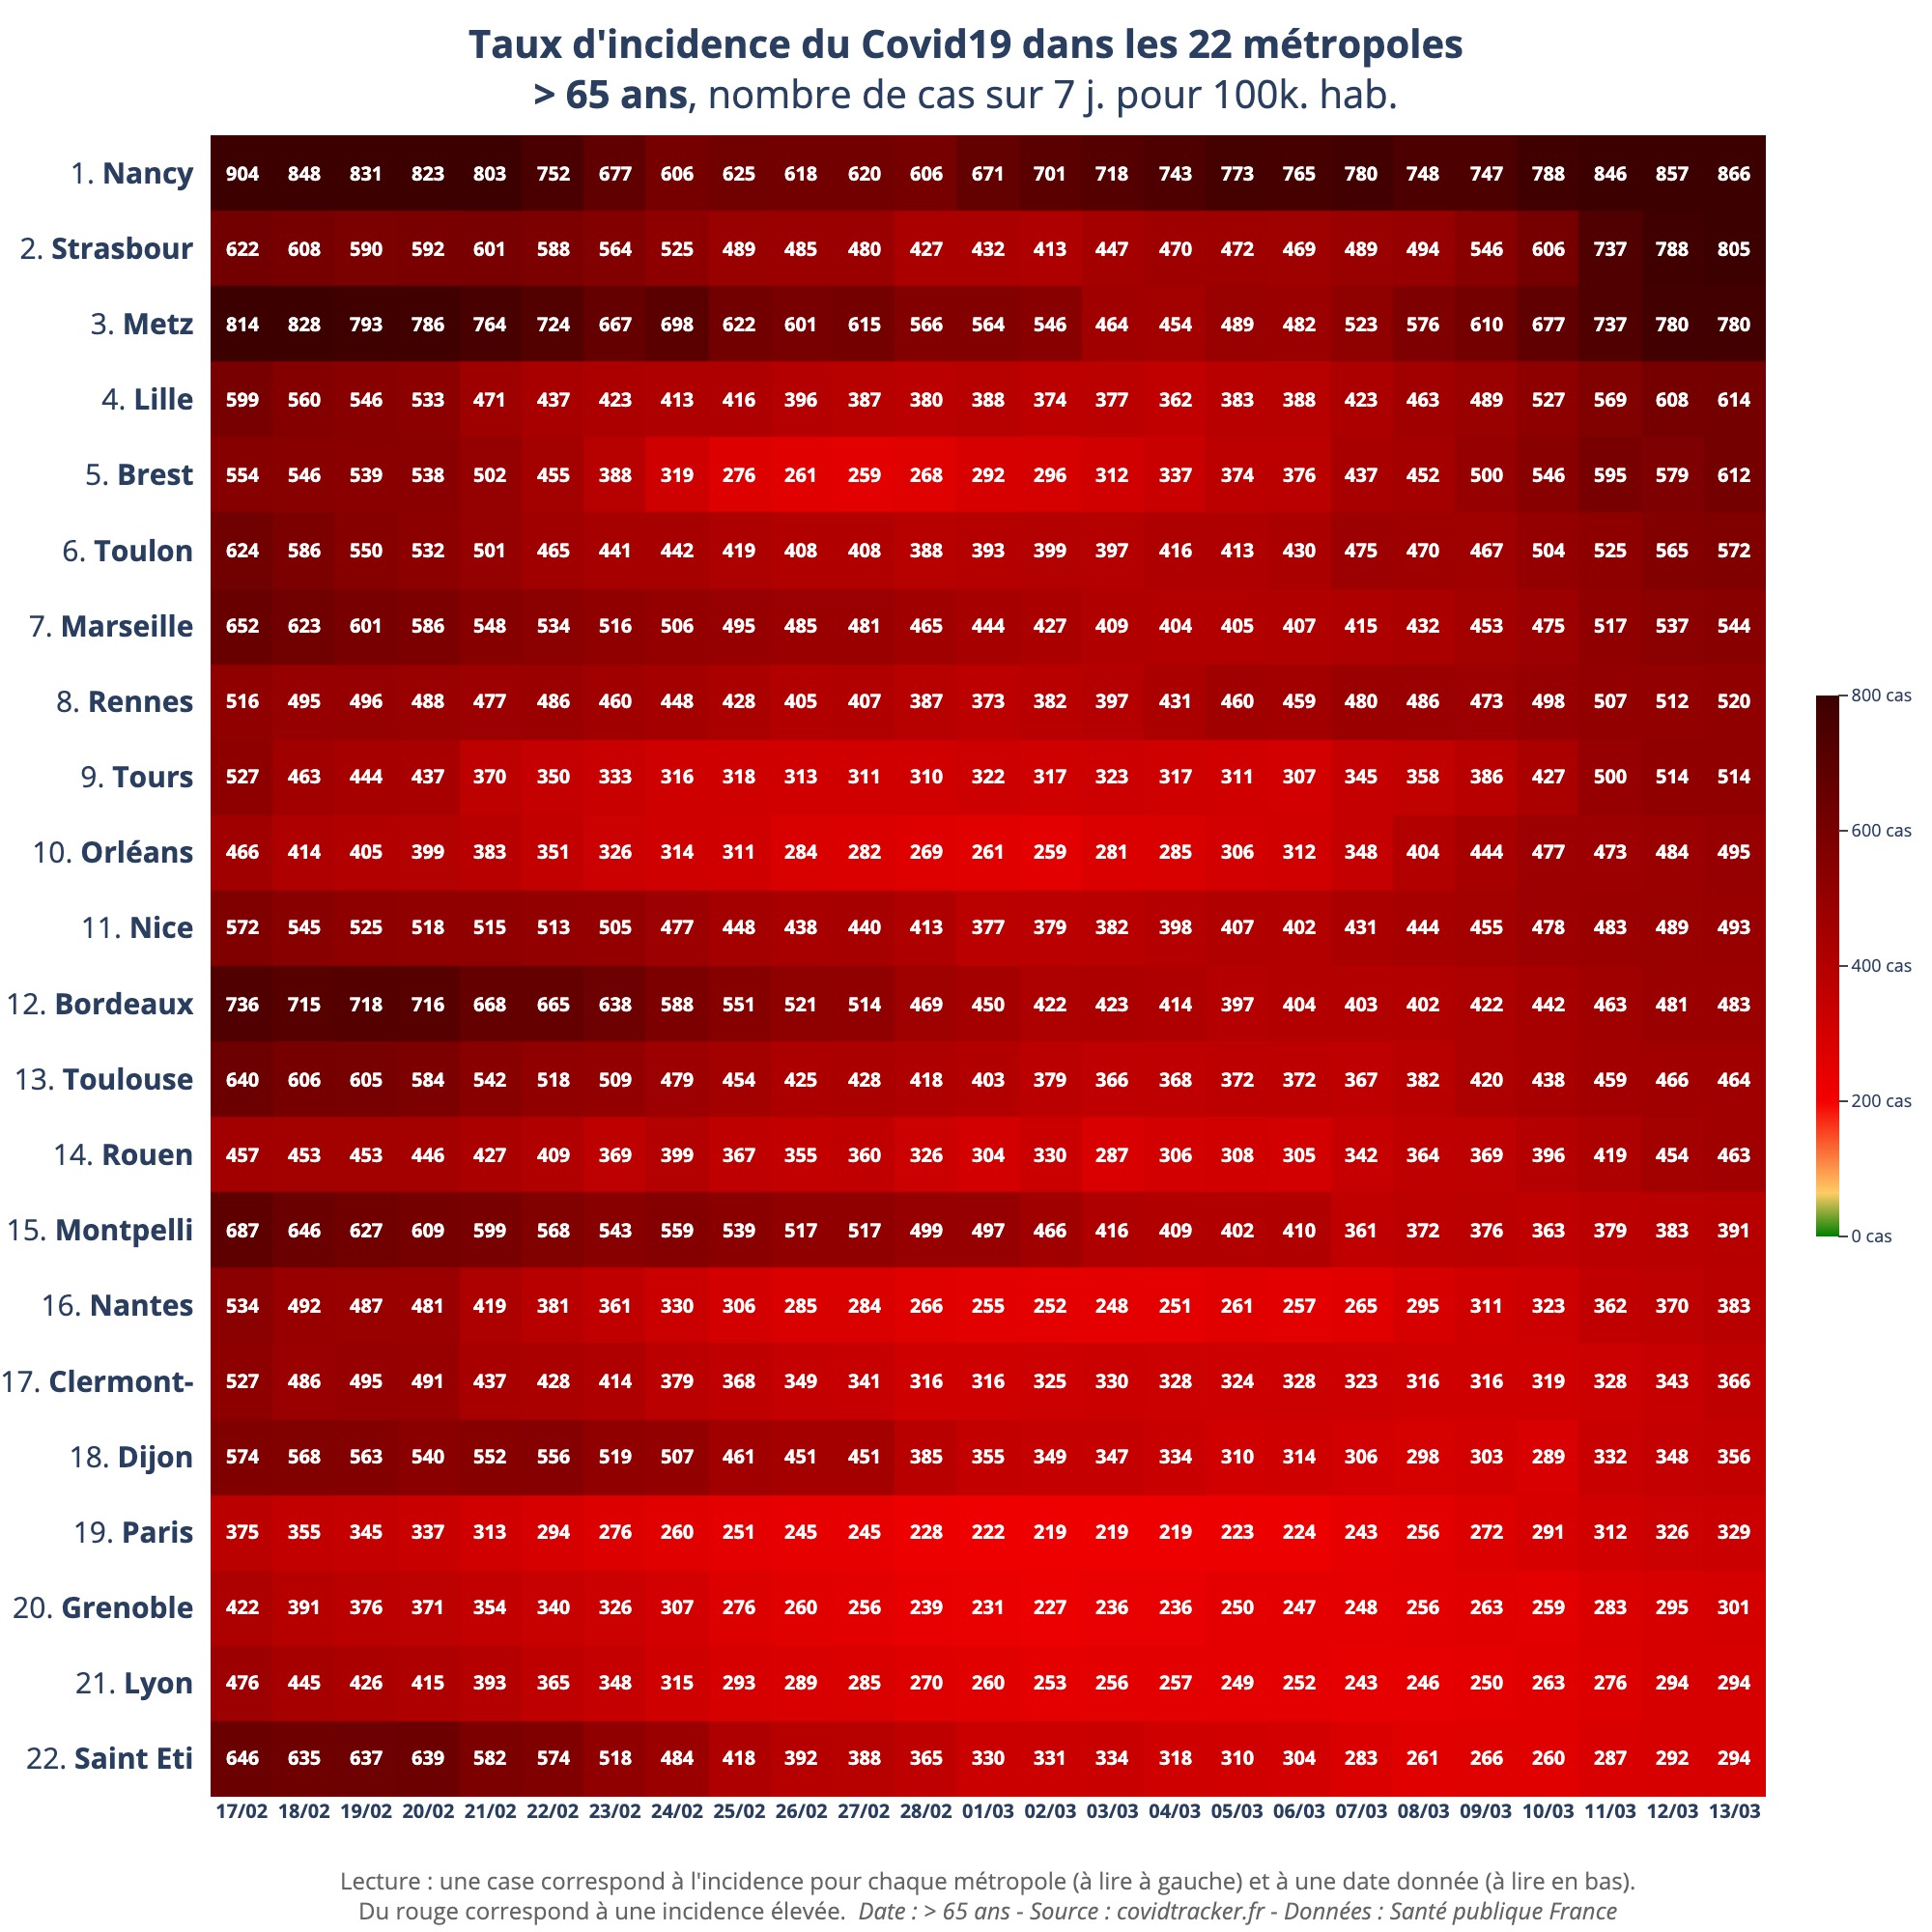 Taux d'incidence du Covid19 dans les 22 métropoles
> 65 ans, nombre de cas sur 7 j. pour 100k. hab.
1. Nancy 904 848 831 823 803 752 677 606 625 618 620 606 671 701 718 743 773 765 780 748 747 788 846 857 866
2. Strasbour 622 608 590 592 601 588 564 525 489 485 480 427 432 413 447 470 472 469 489 494 546 606 737 788 805
3. Metz 814 828 793 786 764 724 667 698 622 601 615 566 564 546 464 454 489 482 523 576 610 677 737 780 780
4. Lille 599 560 546 533 471 437 423 413 416 396 387 380 388 374 377 362 383 388 423 463 489 527 569 608 614
5. Brest 554 546 539 538 502 455 388 319 276 261 259 268 292 296 312 337 374 376 437 452 500 546 595 579 612
6. Toulon 624 586 550 532 501 465 441 442 419 408 408 388 393 399 397 416 413 430 475 470 467 504 525 565 572
7. Marseille 652 623 601 586 548 534 516 506 495 485 481 465 444 427 409 404 405 407 415 432 453 475 517 537 544
8. Rennes 516 495 496 488 477 486 460 448 428 405 407 387 373 382 397 431 460 459 480 486 473 498 507 512 520
9. Tours 527 463 444 437 370 350 333 316 318 313 311 310 322 317 323 317 311 307 345 358 386 427 500 514 514
10. Orléans 466 414 405 399 383 351 326 314 311 284 282 269 261 259 281 285 306 312 348 404 444 477 473 484 495
11. Nice 572 545 525 518 515 513 505 477 448 438 440 413 377 379 382 398 407 402 431 444 455 478 483 489 493
12. Bordeaux 736 715 718 716 668 665 638 588 551 521 514 469 450 422 423 414 397 404 403 402 422 442 463 481 483
13. Toulouse 640 606 605 584 542 518 509 479 454 425 428 418 403 379 366 368 372 372 367 382 420 438 459 466 464
14. Rouen 457 453 453 446 427 409 369 399 367 355 360 326 304 330 287 306 308 305 342 364 369 396 419 454 463
15. Montpelli 687 646 627 609 599 568 543 559 539 517 517 499 497 466 416 409 402 410 361 372 376 363 379 383 391
16. Nantes 534 492 487 481 419 381 361 330 306 285 284 266 255 252 248 251 261 257 265 295 311 323 362 370 383
17. Clermont- 527 486 495 491 437 428 414 379 368 349 341 316 316 325 330 328 324 328 323 316 316 319 328 343 366
18. Dijon 574 568 563 540 552 556 519 507 461 451 451 385 355 349 347 334 310 314 306 298 303 289 332 348 356
19. Paris 375 355 345 337 313 294 276 260 251 245 245 228 222 219 219 219 223 224 243 256 272 291 312 326 329
20. Grenoble 422 391 376 371 354 340 326 307 276 260 256 239 231 227 236 236 250 247 248 256 263 259 283 295 301
21. Lyon 476 445 426 415 393 365 348 315 293 289 285 270 260 253 256 257 249 252 243 246 250 263 276 294 294
22. Saint Eti 646 635 637 639 582 574 518 484 418 392 388 365 330 331 334 318 310 304 283 261 266 260 287 292 294
17/02 18/02 19/02 20/02 21/02 22/02 23/02 24/02 25/02 26/02 27/02 28/02 01/03 02/03 03/03 04/03 05/03 06/03 07/03 08/03 09/03 10/03 11/03 12/03 13/03
800 cas
600 cas
400 cas
200 cas
0 cas
Lecture : une case correspond à l'incidence pour chaque métropole (à lire à gauche) et à une date donnée (à lire en bas).
Du rouge correspond à une incidence élevée. Date : > 65 ans - Source : covidtracker.fr - Données : Santé publique France